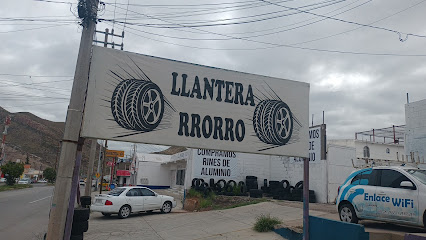 LLANTERA
RRORRO
COMPRAMOS
RINES DE
ALUMINIO
Enlace WiFi